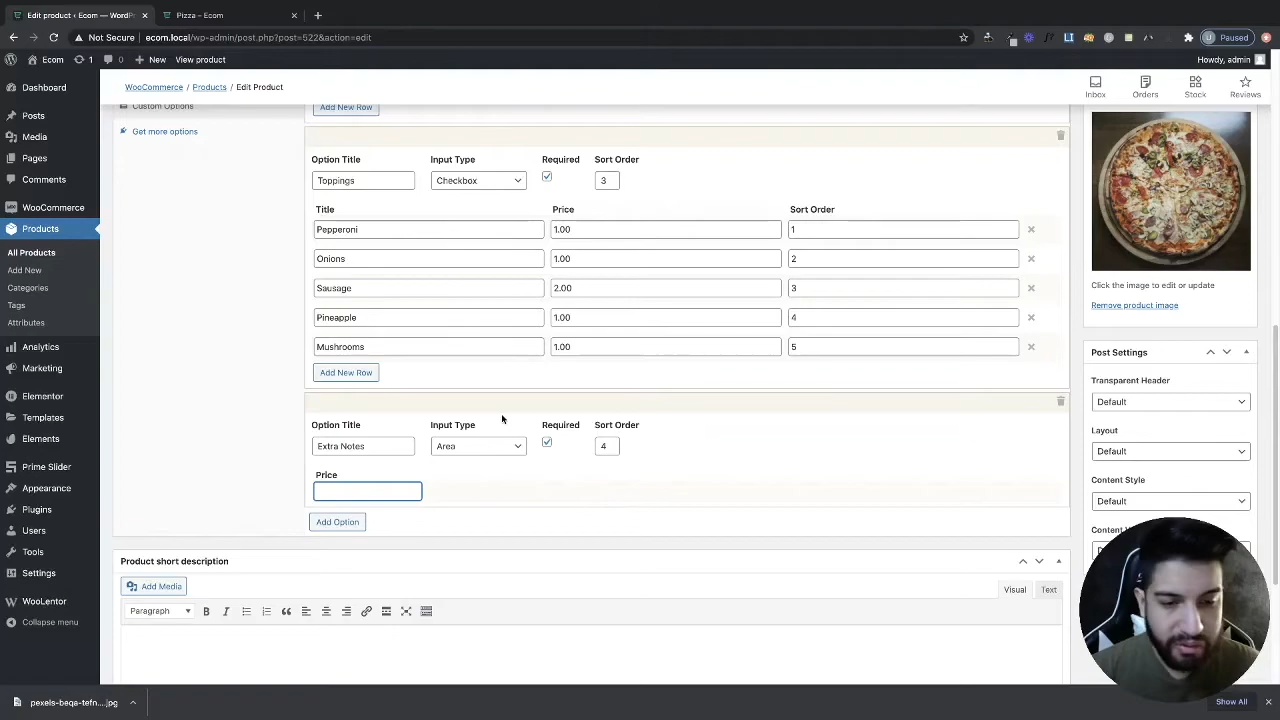 Edit product ‹ Ecom — WordPr
Pizza – Ecom
Not Secure
ecom.local/wp-admin/post.php?post=522&action=edit
Paused
Ecom
1
0
New
View product
Howdy, admin
WooCommerce / Products / Edit Product
Inbox
Orders
Stock
Reviews
Dashboard
Posts
Media
Pages
Comments
WooCommerce
Products
All Products
Add New
Categories
Tags
Attributes
Analytics
Marketing
Elementor
Templates
Elements
Prime Slider
Appearance
Plugins
Users
Tools
Settings
WooLentor
Collapse menu
Custom Options
Get more options
Add New Row
Option Title
Input Type
Required
Sort Order
Toppings
Checkbox
3
Title
Price
Sort Order
Pepperoni
1.00
1
Onions
1.00
2
Sausage
2.00
3
Pineapple
1.00
4
Mushrooms
1.00
5
Add New Row
Option Title
Input Type
Required
Sort Order
Extra Notes
Area
4
Price
Add Option
Product short description
Add Media
Visual
Text
Paragraph
B
I
Click the image to edit or update
Remove product image
Post Settings
Transparent Header
Default
Layout
Default
Content Style
Default
pexels-beqa-tefn....jpg
Show All